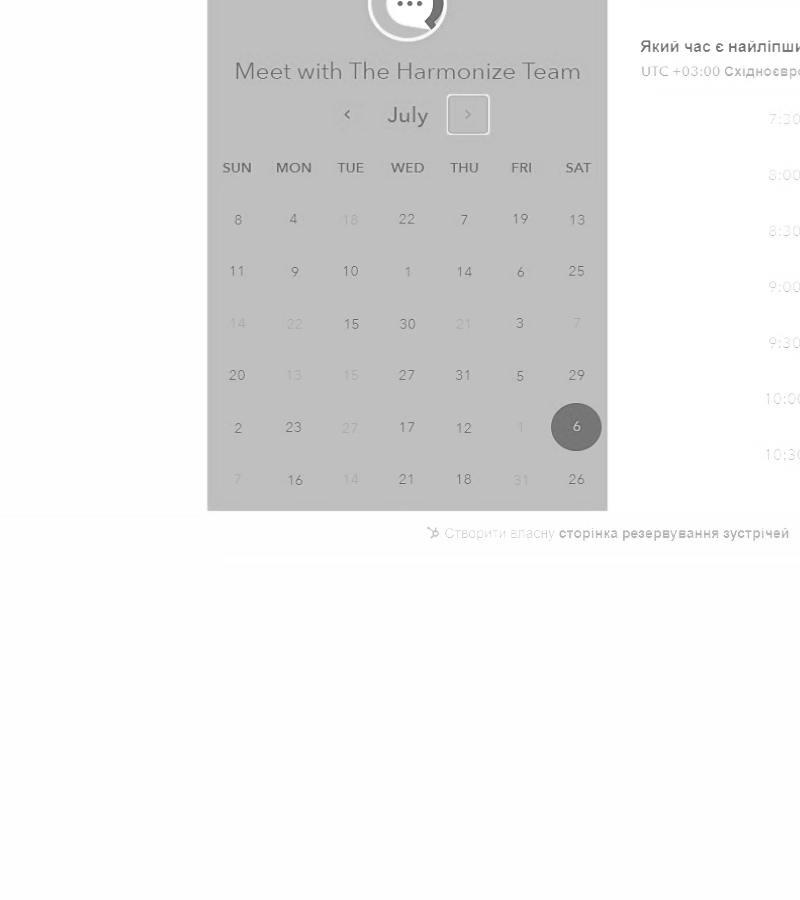 Meet with The Harmonize Team
July
SUN MON TUE WED THU FRI SAT
8 4 18 22 7 19 13
11 9 10 1 14 6 25
14 22 15 30 21 3 7
20 13 15 27 31 5 29
2 23 27 17 12 1 6
7 16 14 21 18 31 26
Який час є
UTC +03:00
7:30
8:00
8:30
9:00
9:30
10:00
10:30
Створити власну сторінка резервування зустрічей